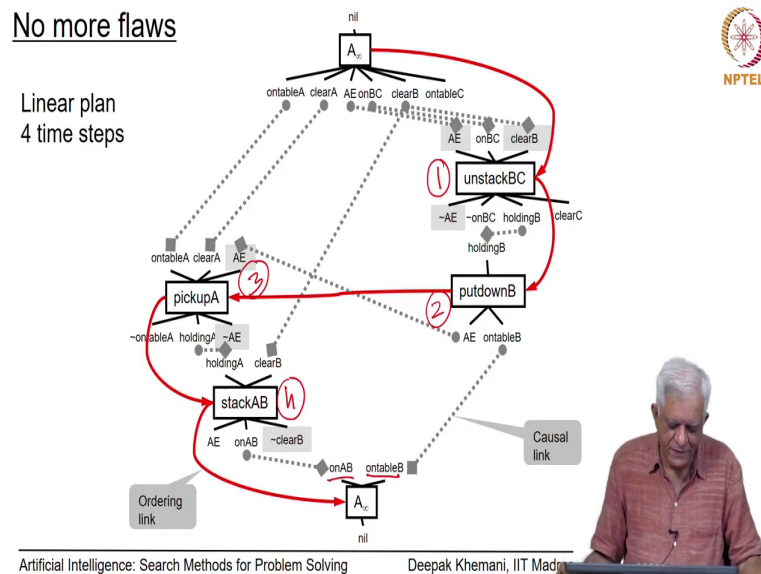 No more flaws
nil
A∞
NPTEL
Linear plan
4 time steps
ontableA clearA AE onBC clearB ontableC
AE onBC clearB
1 unstackBC
~AE ~onBC holdingB clearC
holdingB
ontableA clearA AE
3
pickupA
putdownB
2
~ontableA holdingA ~AE
AE ontableB
holdingA clearB
stackAB 4
AE onAB ~clearB
Causal
link
onAB ontableB
Ordering
link
A∞
nil
Artificial Intelligence: Search Methods for Problem Solving Deepak Khemani, IIT Madras